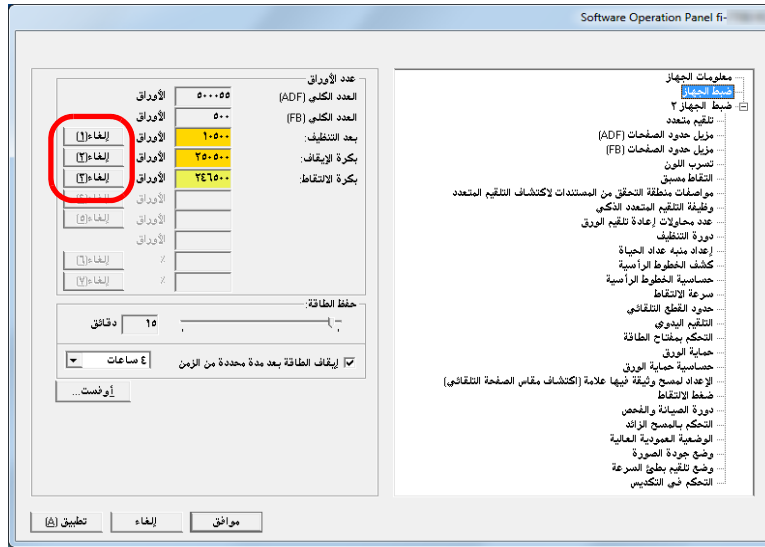 Software Operation Panel fi-
معلومات الجهاز
ضبط الجهاز
ضبط الجهاز ٢
تلقيم متعدد
مزيل حدود الصفحات (ADF)
مزيل حدود الصفحات (FB)
تسرب اللون
التقاط مسبق
مواصفات منطقة التحقق من المستندات لاكتشاف التلقيم المتعدد
وظيفة التلقيم المتعدد الذكي
عدد محاولات إعادة تلقيم الورق
دورة التنظيف
إعداد منبه عداد الحياة
كشف الخطوط الرأسية
حساسية الخطوط الرأسية
سرعة الالتقاط
حدود القطع التلقائي
التلقيم اليدوي
التحكم بمفتاح الطاقة
حماية الورق
حساسية حماية الورق
الإعداد لمسح وثيقة فيها علامة (اكتشاف مقاس الصفحة التلقائي)
ضغط الالتقاط
دورة الصيانة والفحص
التحكم بالمسح الزائد
الوضعية العمودية العالية
وضع جودة الصورة
وضع تلقيم بطئ السرعة
التحكم في التكديس
عدد الأوراق
العدد الكلي (ADF) ٥٠٠٠٥٥ الأوراق
العدد الكلي (FB) ٥٠٠ الأوراق
بعد التنظيف: ١٠٥٠٠ الأوراق إلغاء(١)
بكرة الإيقاف: ٢٥٠٥٠٠ الأوراق إلغاء(٢)
بكرة الالتقاط: ٢٤٦٥٠٠ الأوراق إلغاء(٣)
الأوراق إلغاء(٤)
الأوراق إلغاء(٥)
الأوراق
٪ إلغاء(٦)
٪ إلغاء(٧)
حفظ الطاقة:
١٥ دقائق
إيقاف الطاقة بعد مدة محددة من الزمن ٤ ساعات
أوفست...
موافق إلغاء تطبيق (A)